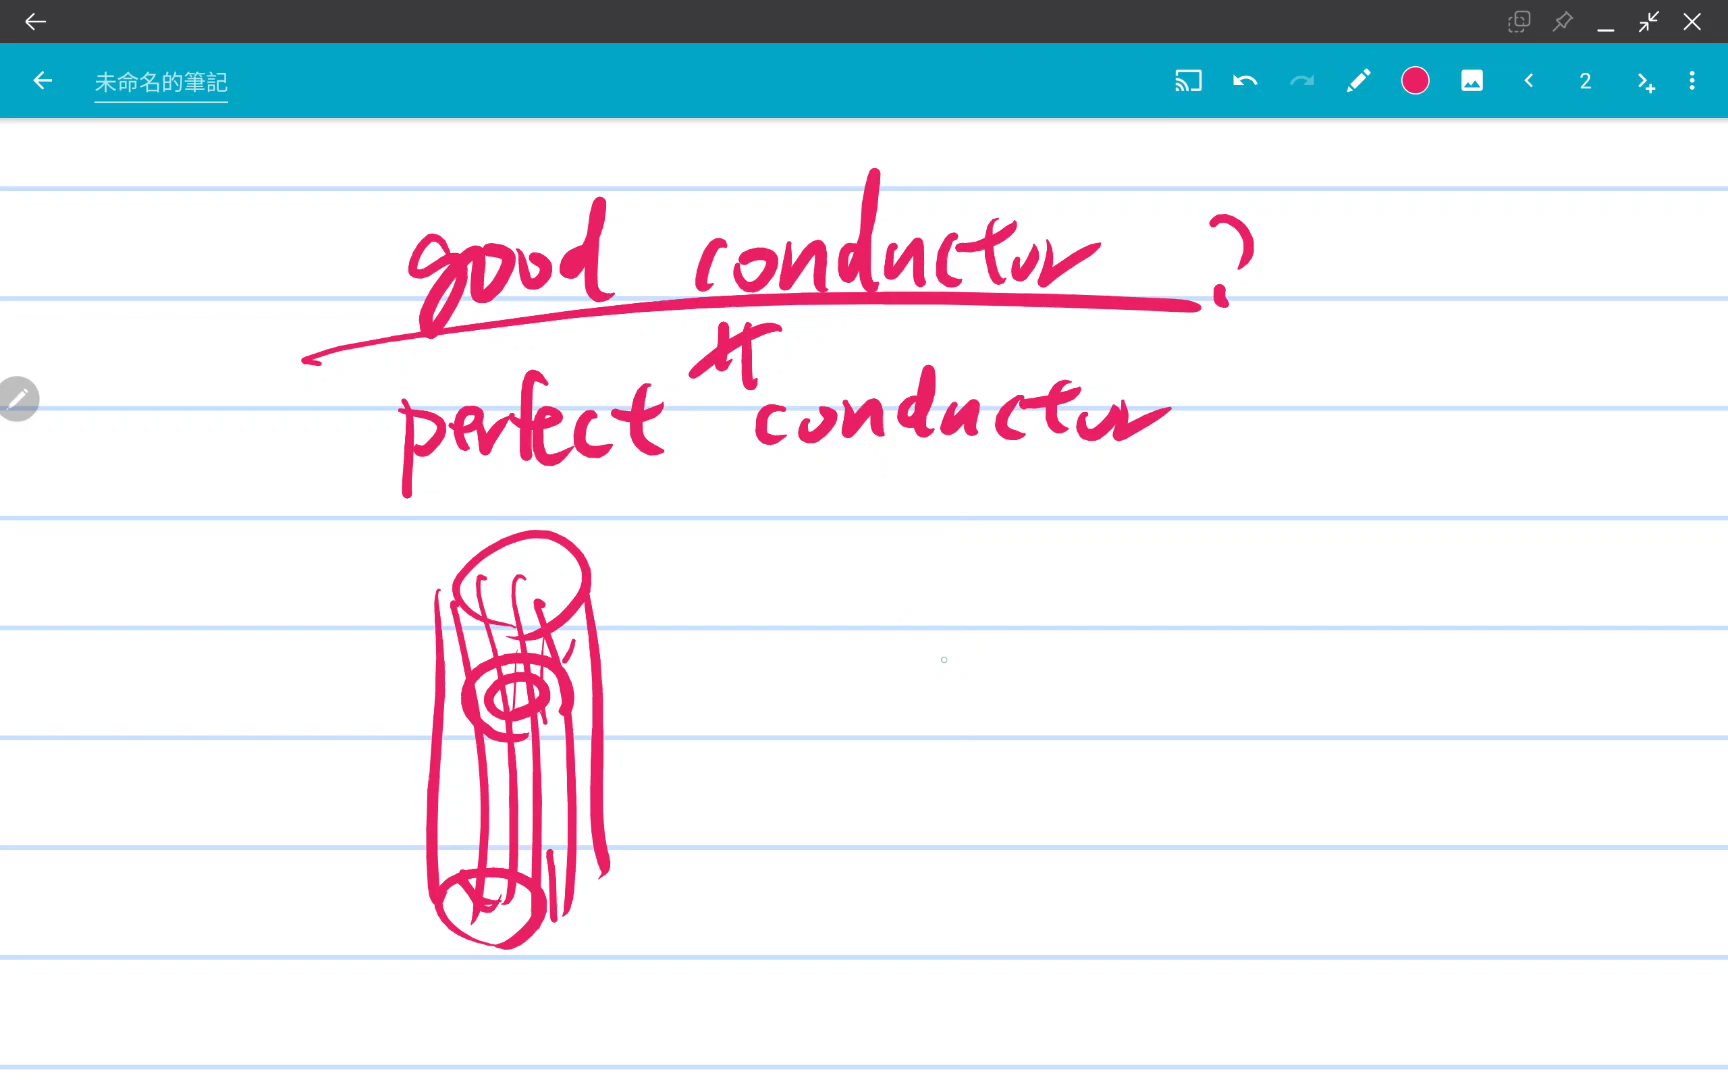 未命名的筆記
2
good conductor ?
≠
perfect conductor